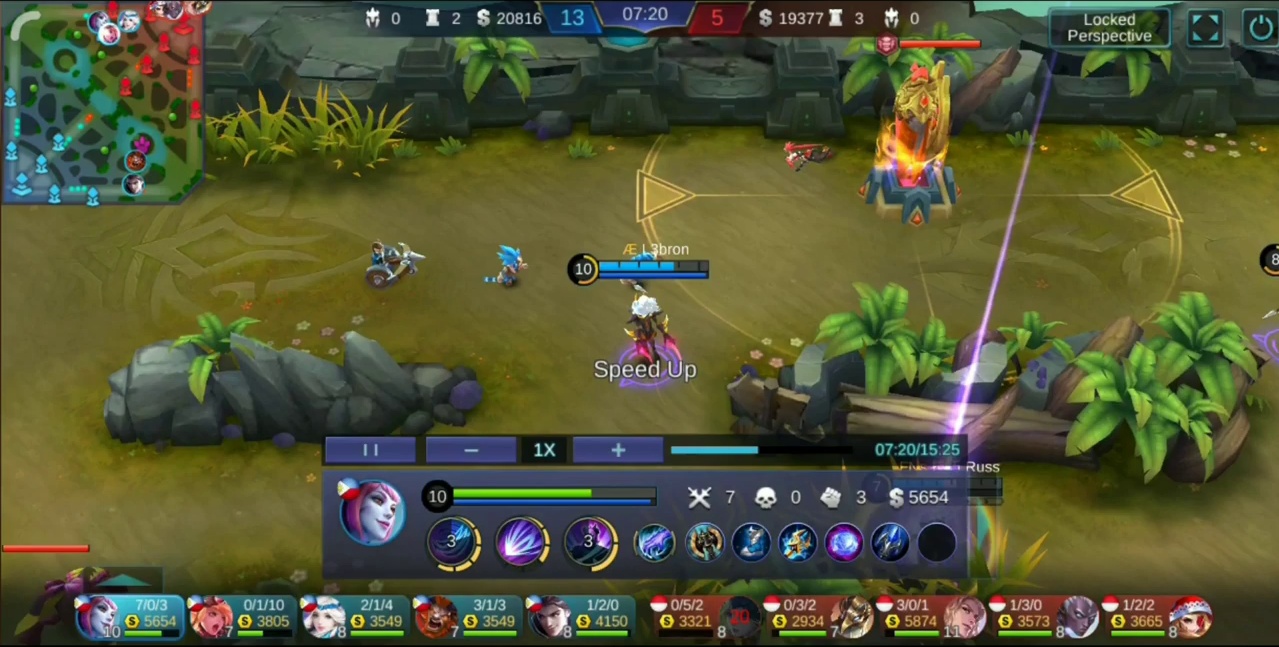 0 2 $ 20816 13 07:20 5 $ 19377 3 0
Locked
Perspective
Æ L3bron
10
8
Speed Up
1X
07:20/15:25
Russ
7
10 7 0 3 $ 5654
3 3
7/0/3 0/1/10 2/1/4 3/1/3 1/2/0 0/5/2 0/3/2 3/0/1 1/3/0 1/2/2
20
5654 3805 3549 3549 4150 3321 2934 5874 3573 3665
10 7 8 7 8 8 7 11 8 8